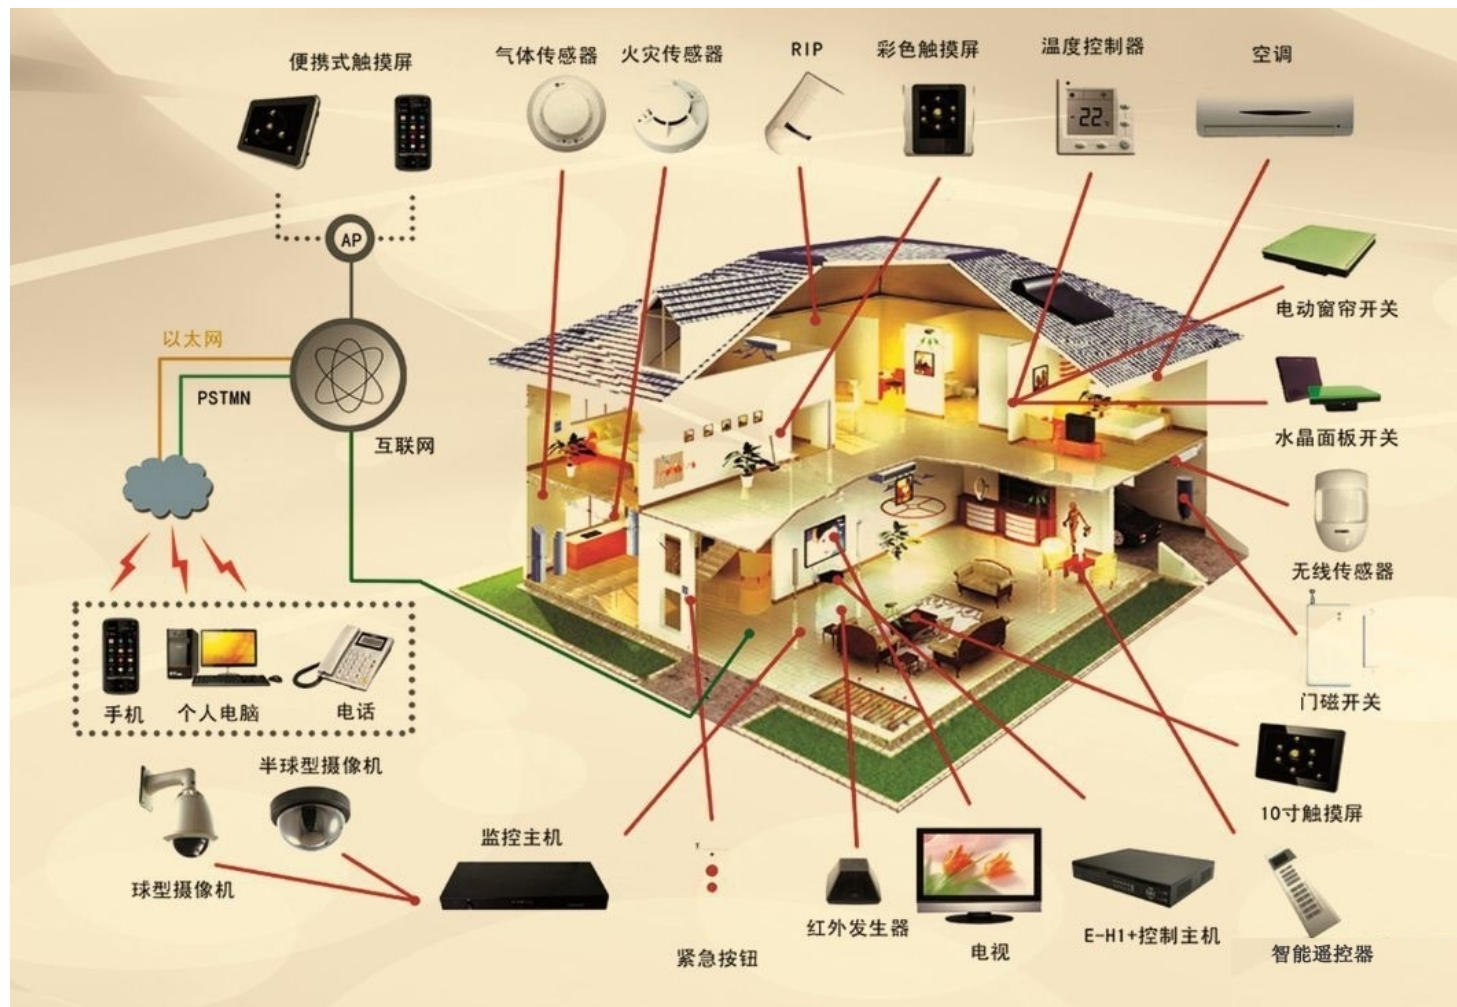 便携式触摸屏
气体传感器
火灾传感器
RIP
彩色触摸屏
温度控制器
空调
22
AP
电动窗帘开关
以太网
PSTMN
互联网
水晶面板开关
无线传感器
门磁开关
手机
个人电脑
电话
半球型摄像机
球型摄像机
监控主机
10寸触摸屏
红外发生器
电视
E-H1+控制主机
智能遥控器
紧急按钮